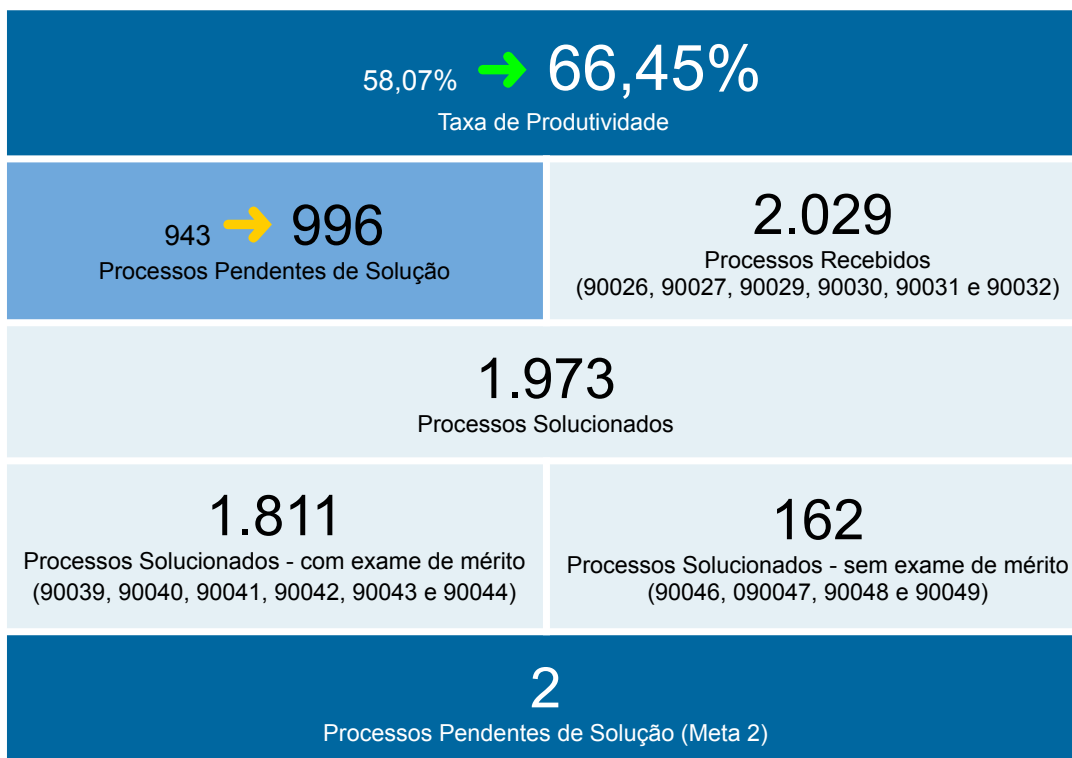 58,07% ➜ 66,45%
Taxa de Produtividade
943 ➜ 996
Processos Pendentes de Solução
2.029
Processos Recebidos
(90026, 90027, 90029, 90030, 90031 e 90032)
1.973
Processos Solucionados
1.811
Processos Solucionados - com exame de mérito
(90039, 90040, 90041, 90042, 90043 e 90044)
162
Processos Solucionados - sem exame de mérito
(90046, 090047, 90048 e 90049)
2
Processos Pendentes de Solução (Meta 2)